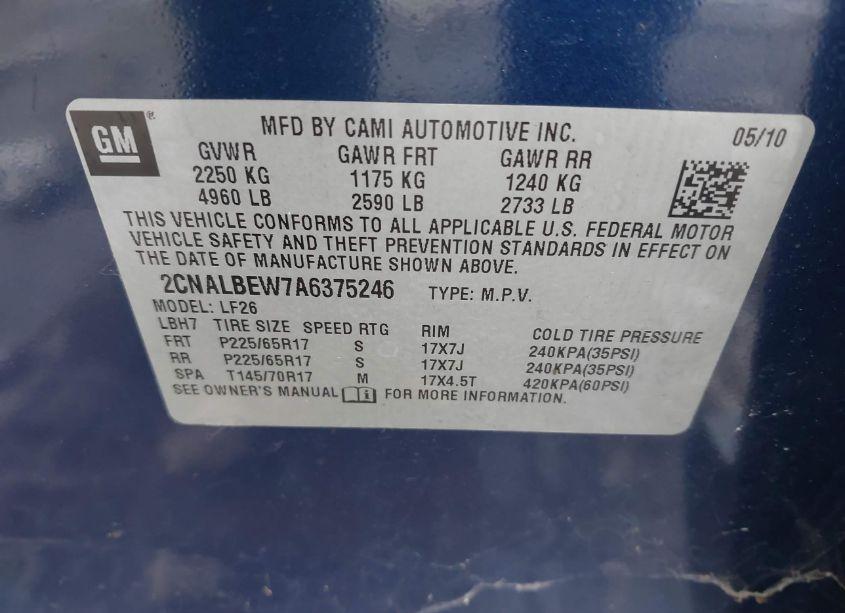 GM®
MFD BY CAMI AUTOMOTIVE INC. 05/10
GVWR GAWR FRT GAWR RR
2250 KG 1175 KG 1240 KG
4960 LB 2590 LB 2733 LB
THIS VEHICLE CONFORMS TO ALL APPLICABLE U.S. FEDERAL MOTOR
VEHICLE SAFETY AND THEFT PREVENTION STANDARDS IN EFFECT ON
THE DATE OF MANUFACTURE SHOWN ABOVE.
2CNALBEW7A6375246 TYPE: M.P.V.
MODEL: LF26
LBH7 TIRE SIZE SPEED RTG RIM COLD TIRE PRESSURE
FRT P225/65R17 S 17X7J 240KPA(35PSI)
RR P225/65R17 S 17X7J 240KPA(35PSI)
SPA T145/70R17 M 17X4.5T 420KPA(60PSI)
SEE OWNER'S MANUAL FOR MORE INFORMATION.